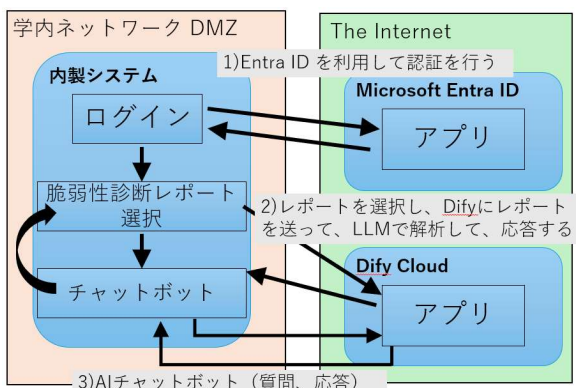 学内ネットワーク DMZ
The Internet
1)Entra ID を利用して認証を行う
内製システム
Microsoft Entra ID
ログイン
アプリ
脆弱性診断レポート
選択
2)レポートを選択し、Difyにレポート
を送って、LLMで解析して、応答する
Dify Cloud
チャットボット
アプリ
3)AIチャットボット（質問、応答）